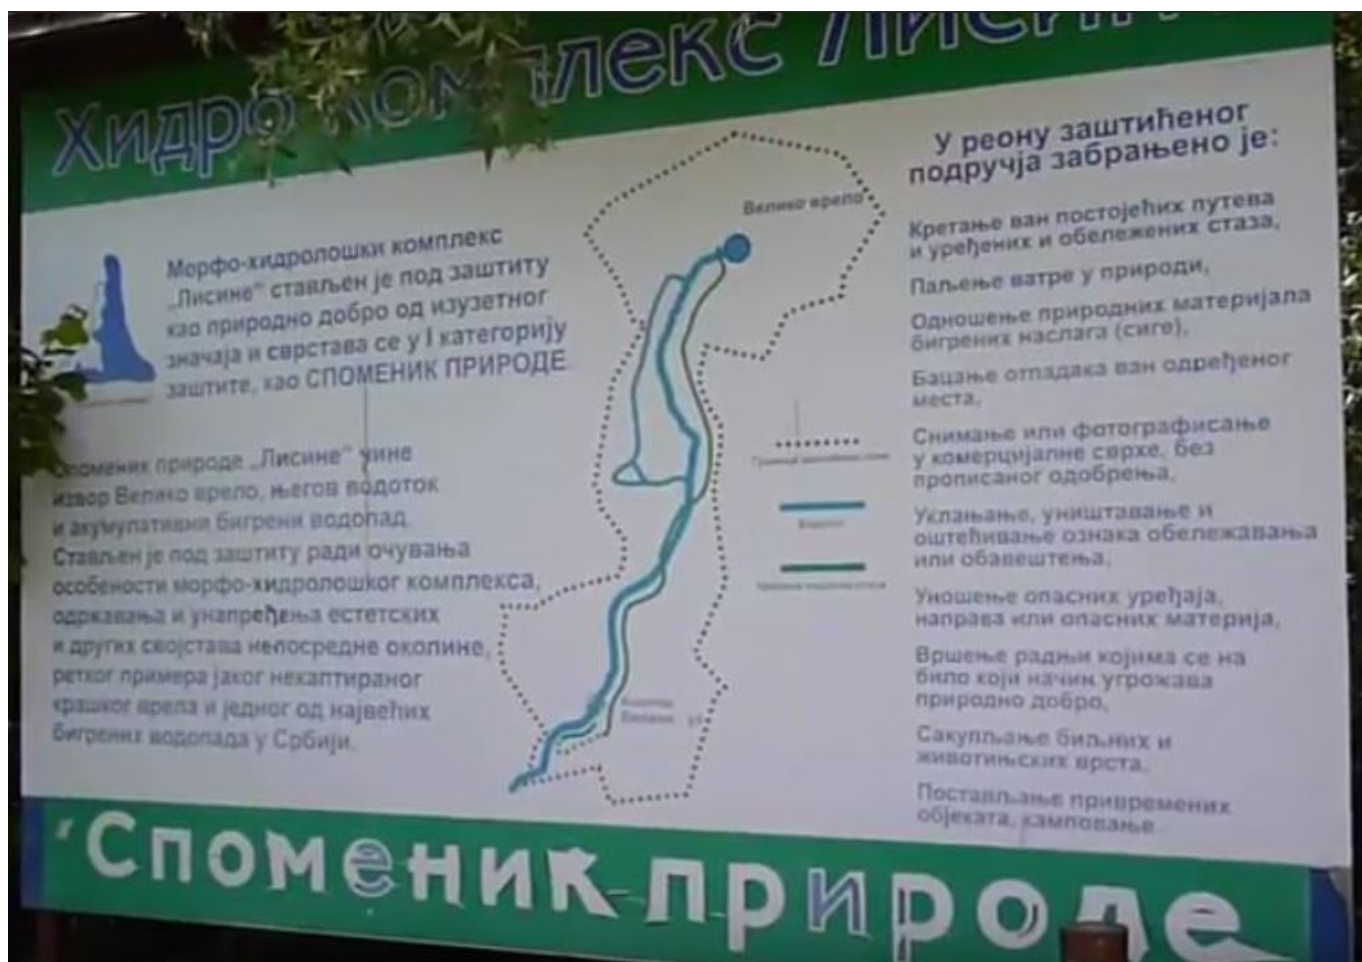 Хидро комплекс Лисине
Морфо-хидролошки комплекс
„Лисине“ стављен је под заштиту
као природно добро од изузетног
значаја и сврстава се у I категорију
заштите, као СПОМЕНИК ПРИРОДЕ
Споменик природе „Лисине“ чине
извор Велико врело, његов водоток
и акумулативни бигрени водопад.
Стављен је под заштиту ради очувања
особености морфо-хидролошког комплекса,
одржавања и унапређења естетских
и других својстава непосредне околине,
ретког примера јаког некаптираног
крашког врела и једног од највећих
бигрених водопада у Србији.
Велико врело
Велики
У реону заштићеног
подручја забрањено је:
Кретање ван постојећих путева
и уређених и обележених стаза,
Паљење ватре у природи,
Одношење природних материјала
бигрених наслага (сиге),
Бацање отпадака ван одређеног
места,
Снимање или фотографисање
у комерцијалне сврхе, без
прописаног одобрења,
Уклањање, уништавање и
оштећивање ознака обележавања
или обавештења,
Уношење опасних уређаја,
направа или опасних материја,
Вршење радњи којима се на
било који начин угрожава
природно добро,
Сакупљање биљних и
животињских врста,
Постављање привремених
објеката, камповање.
Споменик природе